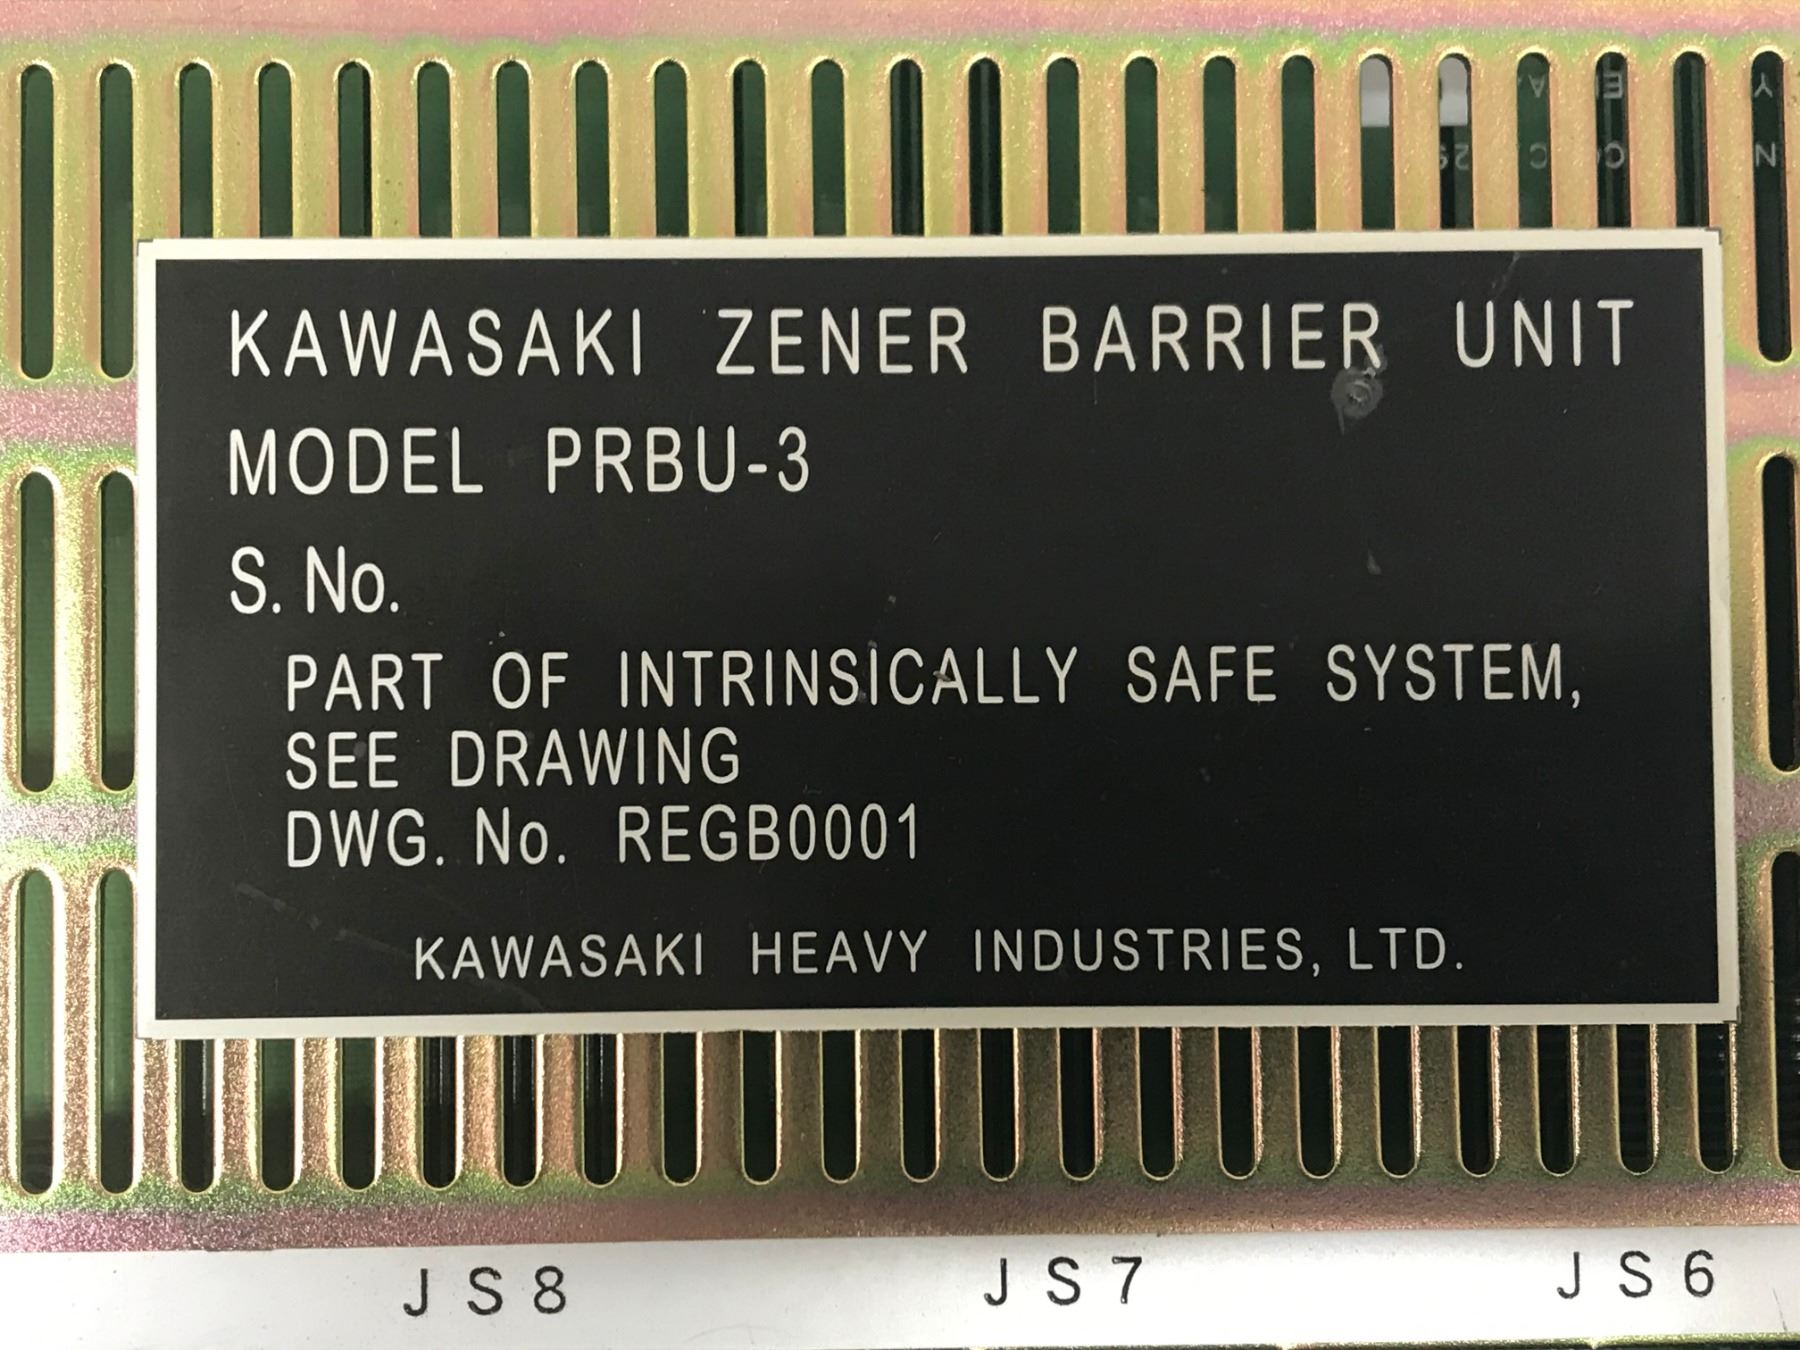 KAWASAKI ZENER BARRIER UNIT
MODEL PRBU-3
S. No.
PART OF INTRINSICALLY SAFE SYSTEM,
SEE DRAWING
DWG. No. REGB0001
KAWASAKI HEAVY INDUSTRIES, LTD.
JS8 JS7 JS6